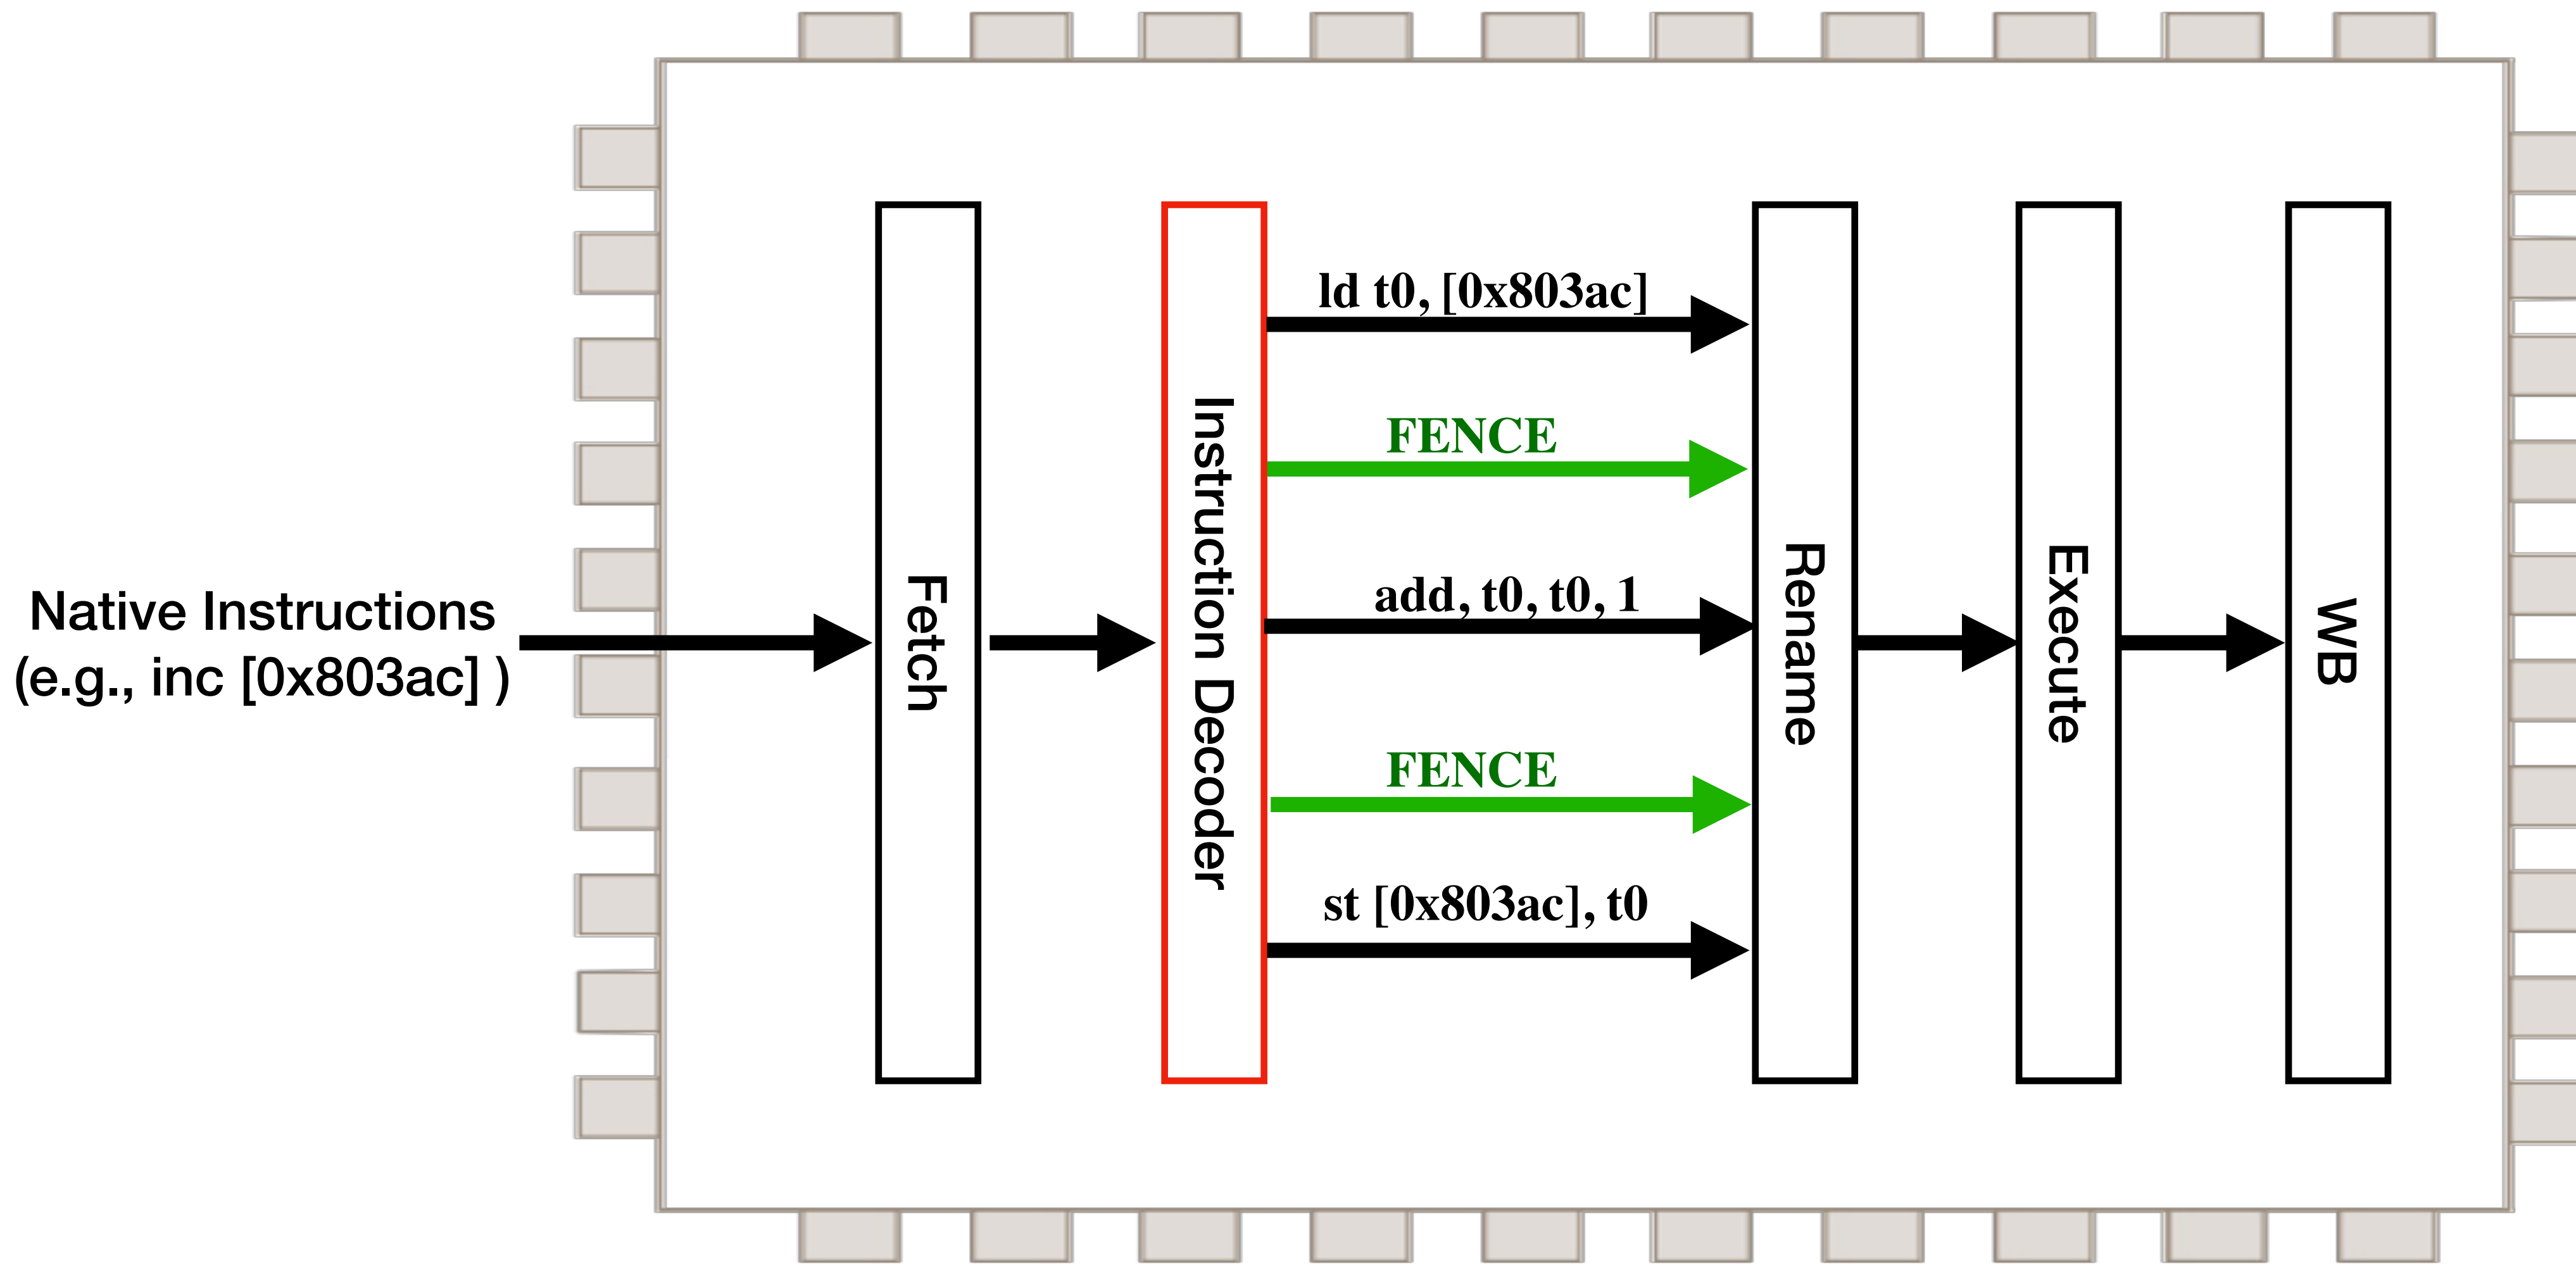 Native Instructions
(e.g., inc [0x803ac] )
Fetch
Instruction Decoder
ld t0, [0x803ac]
FENCE
add, t0, t0, 1
FENCE
st [0x803ac], t0
Rename
Execute
WB